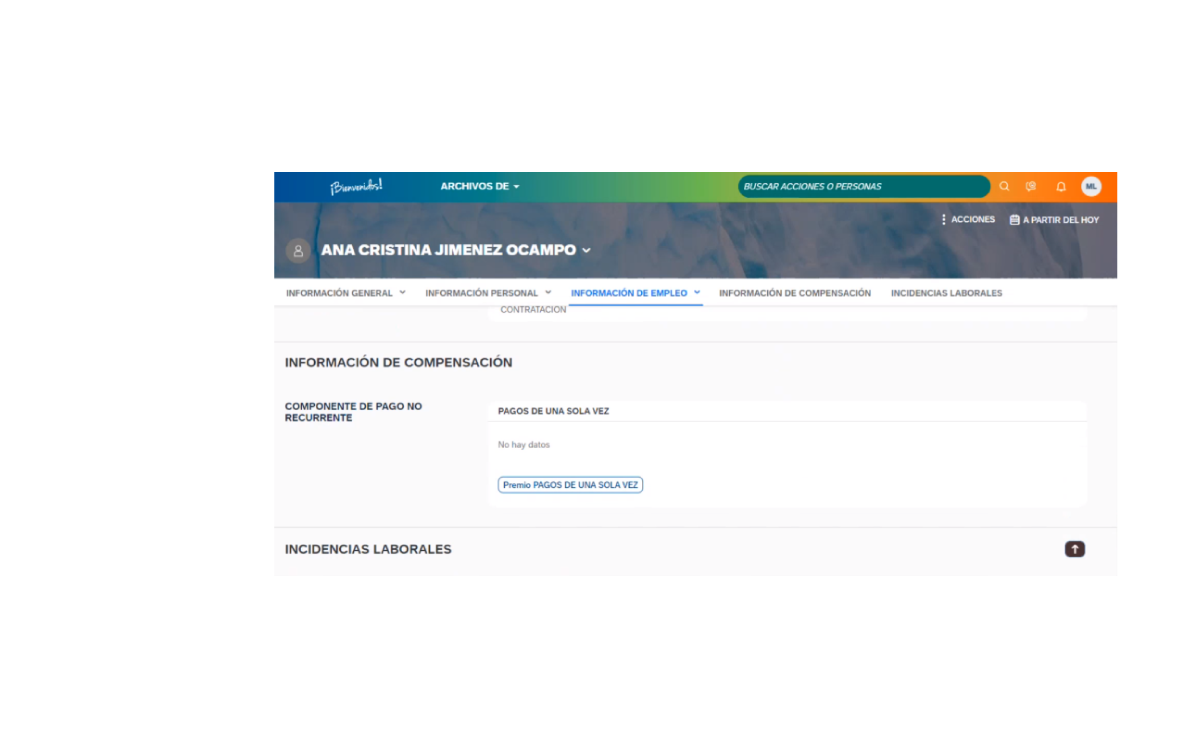 ¡Bienvenidos!
ARCHIVOS DE
BUSCAR ACCIONES O PERSONAS
ML
ACCIONES
A PARTIR DEL HOY
ANA CRISTINA JIMENEZ OCAMPO
INFORMACIÓN GENERAL
INFORMACIÓN PERSONAL
INFORMACIÓN DE EMPLEO
INFORMACIÓN DE COMPENSACIÓN
INCIDENCIAS LABORALES
CONTRATACION
INFORMACIÓN DE COMPENSACIÓN
COMPONENTE DE PAGO NO
RECURRENTE
PAGOS DE UNA SOLA VEZ
No hay datos
Premio PAGOS DE UNA SOLA VEZ
INCIDENCIAS LABORALES